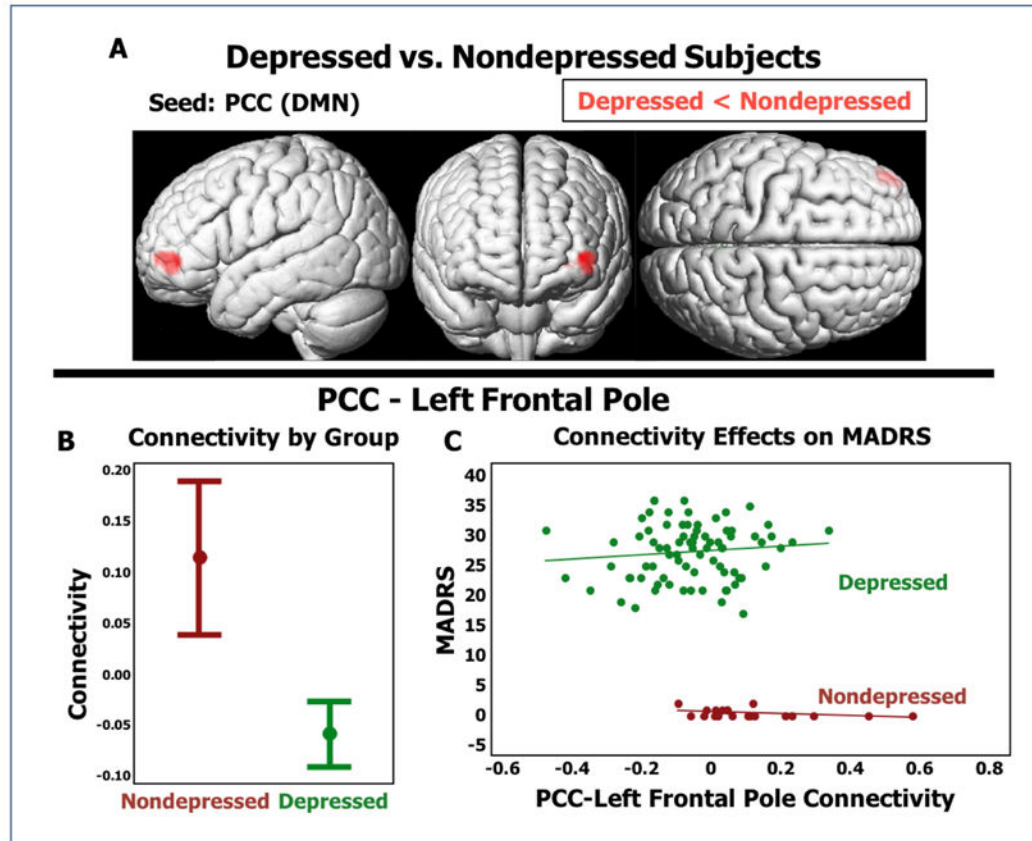 A
Depressed vs. Nondepressed Subjects
Seed: PCC (DMN)
Depressed < Nondepressed
PCC - Left Frontal Pole
B
Connectivity by Group
Connectivity
0.20
0.15
0.10
0.05
0.00
-0.05
-0.10
Nondepressed
Depressed
C
Connectivity Effects on MADRS
MADRS
40
35
30
25
20
15
10
5
0
-5
Depressed
Nondepressed
-0.6 -0.4 -0.2 0 0.2 0.4 0.6 0.8
PCC-Left Frontal Pole Connectivity